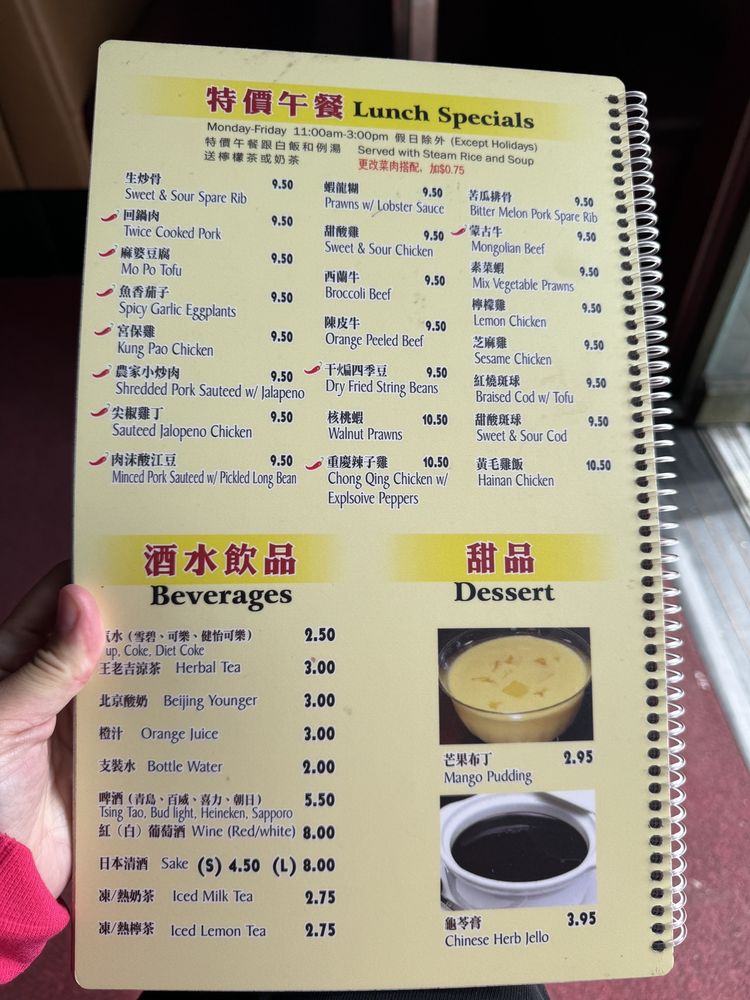 特價午餐 Lunch Specials
Monday-Friday 11:00am-3:00pm 假日除外 (Except Holidays)
特價午餐跟白飯和例湯 Served with Steam Rice and Soup
送檸檬茶或奶茶 更改菜肉搭配，加$0.75
生炒骨 9.50
Sweet & Sour Spare Rib
回鍋肉 9.50
Twice Cooked Pork
麻婆豆腐 9.50
Mo Po Tofu
魚香茄子 9.50
Spicy Garlic Eggplants
宮保雞 9.50
Kung Pao Chicken
農家小炒肉 9.50
Shredded Pork Sauteed w/ Jalapeno
尖椒雞丁 9.50
Sauteed Jalopeno Chicken
肉沫酸江豆 9.50
Minced Pork Sauteed w/ Pickled Long Bean
蝦龍糊 9.50
Prawns w/ Lobster Sauce
甜酸雞 9.50
Sweet & Sour Chicken
西蘭牛 9.50
Broccoli Beef
陳皮牛 9.50
Orange Peeled Beef
干煸四季豆 9.50
Dry Fried String Beans
核桃蝦 10.50
Walnut Prawns
重慶辣子雞 10.50
Chong Qing Chicken w/
Explsoive Peppers
苦瓜排骨 9.50
Bitter Melon Pork Spare Rib
蒙古牛 9.50
Mongolian Beef
素菜蝦 9.50
Mix Vegetable Prawns
檸檬雞 9.50
Lemon Chicken
芝麻雞 9.50
Sesame Chicken
紅燒斑球 9.50
Braised Cod w/ Tofu
甜酸斑球 9.50
Sweet & Sour Cod
黃毛雞飯 10.50
Hainan Chicken
酒水飲品
Beverages
水（雪碧、可樂、健怡可樂） 2.50
up, Coke, Diet Coke
王老吉涼茶 Herbal Tea 3.00
北京酸奶 Beijing Younger 3.00
橙汁 Orange Juice 3.00
支裝水 Bottle Water 2.00
啤酒（青島、百威、喜力、朝日） 5.50
Tsing Tao, Bud light, Heineken, Sapporo
紅（白）葡萄酒 Wine (Red/white) 8.00
日本清酒 Sake (S) 4.50 (L) 8.00
凍/熱奶茶 Iced Milk Tea 2.75
凍/熱檸茶 Iced Lemon Tea 2.75
甜品
Dessert
芒果布丁 2.95
Mango Pudding
龜苓膏 3.95
Chinese Herb Jello